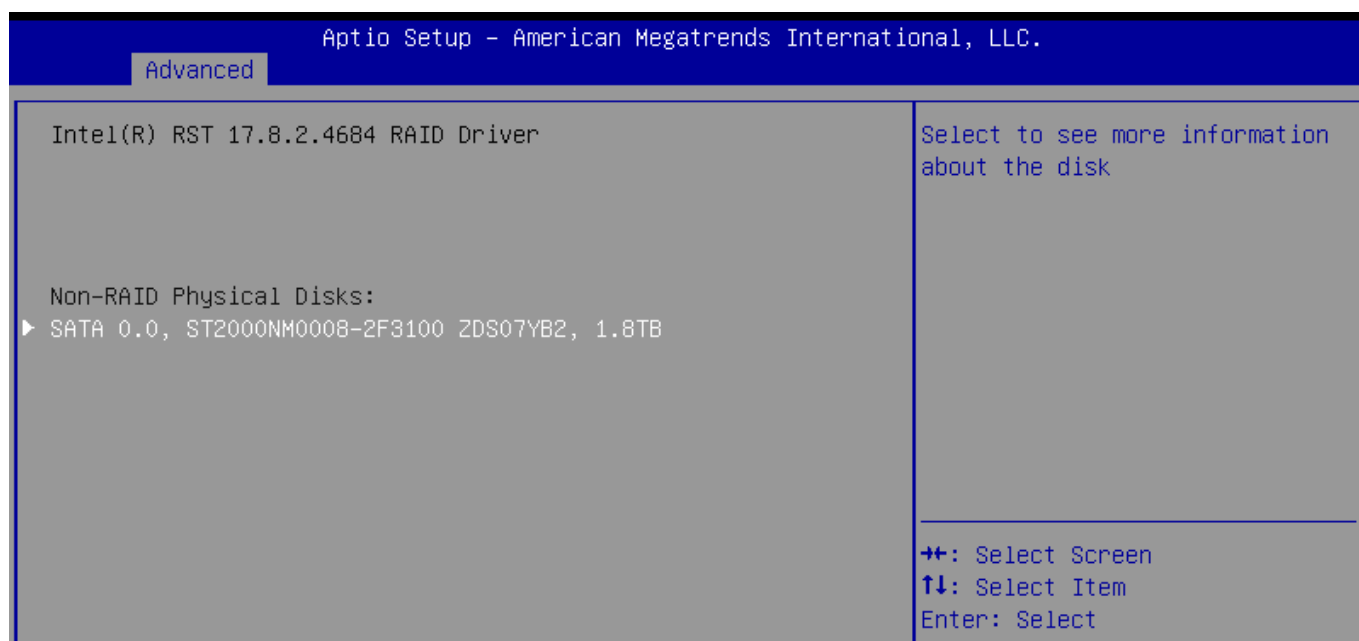 Aptio Setup – American Megatrends International, LLC.
Advanced
Intel(R) RST 17.8.2.4684 RAID Driver
Non-RAID Physical Disks:
▶ SATA 0.0, ST2000NM0008-2F3100 ZDS07YB2, 1.8TB
Select to see more information
about the disk
→←: Select Screen
↑↓: Select Item
Enter: Select